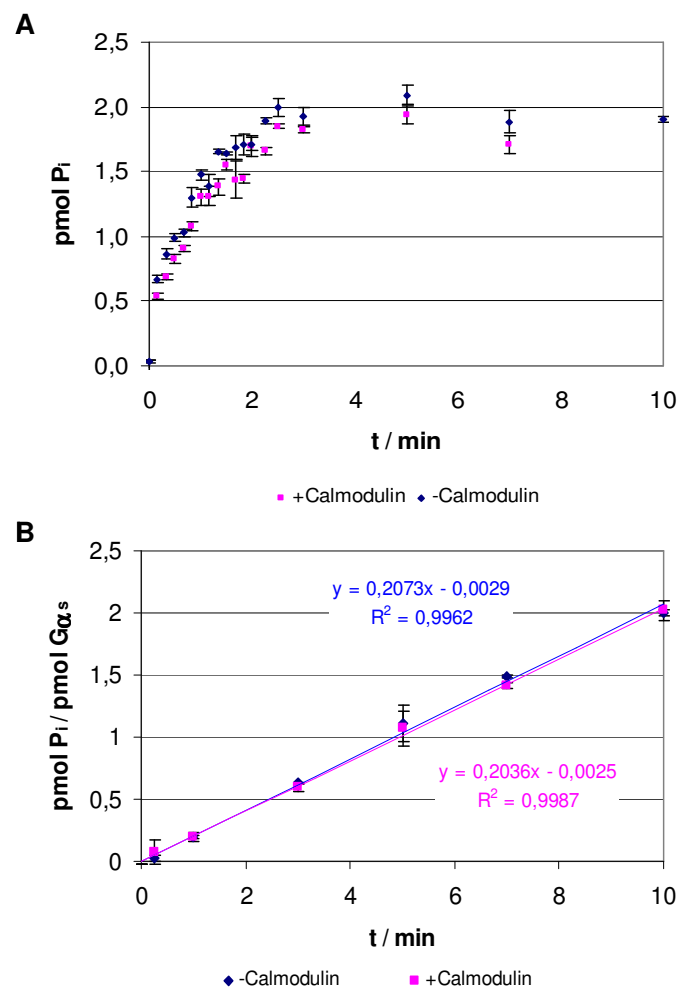 A
2,5
2,0
1,5
1,0
0,5
0,0
pmol Pi
0 2 4 6 8 10
t / min
+Calmodulin -Calmodulin
B
2,5
2
1,5
1
0,5
0
pmol Pi / pmol Gαs
y = 0,2073x - 0,0029
R² = 0,9962
y = 0,2036x - 0,0025
R² = 0,9987
0 2 4 6 8 10
t / min
-Calmodulin +Calmodulin